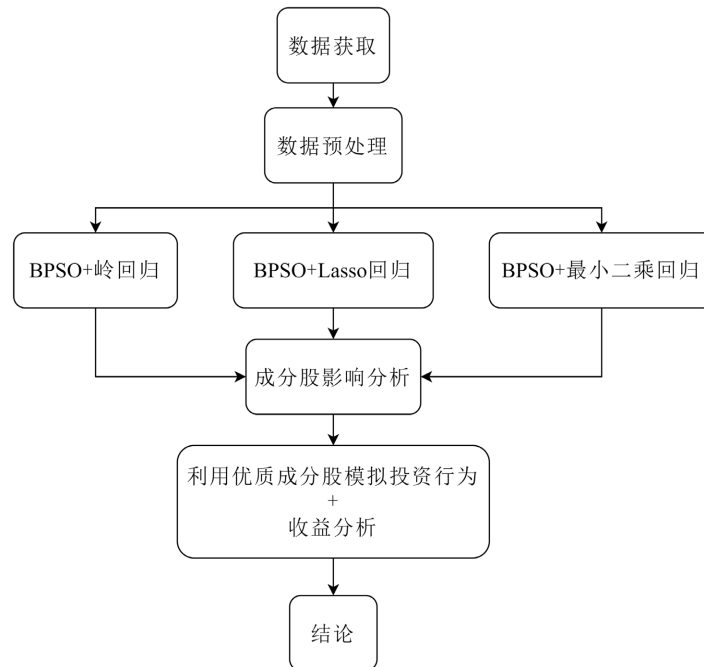 数据获取
数据预处理
BPSO+岭回归
BPSO+Lasso回归
BPSO+最小二乘回归
成分股影响分析
利用优质成分股模拟投资行为
+
收益分析
结论